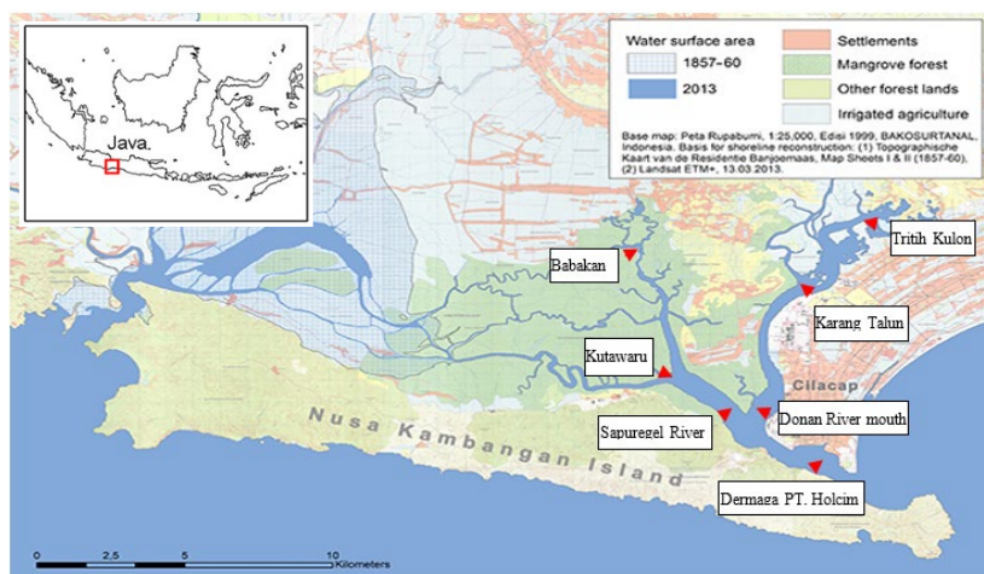 Java.
Water surface area
1857-60
2013
Settlements
Mangrove forest
Other forest lands
Irrigated agriculture
Base map: Peta Rupabumi, 1:25,000, Edisi 1999, BAKOSURTANAL,
Indonesia. Basis for shoreline reconstruction: (1) Topographische
Kaart van de Residentie Banjoemaas, Map Sheets I & II (1857-60),
(2) Landsat ETM+, 13.03.2013.
Tritih Kulon
Babakan
Karang Talun
Kutawaru
Cilacap
Sapuregel River
Donan River mouth
Nusa Kambangan Island
Dermaga PT. Holcim
0 2,5 5 10
Kilometers